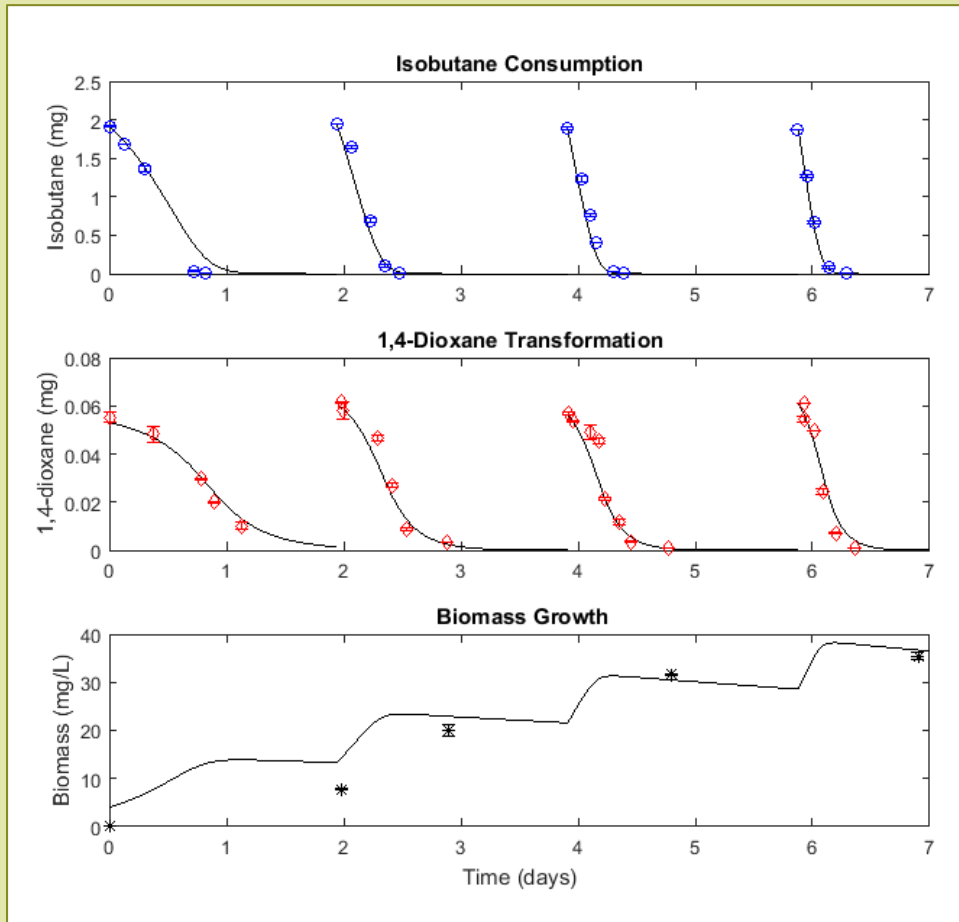 Isobutane Consumption
Isobutane (mg)
2.5
2
1.5
1
0.5
0
0 1 2 3 4 5 6 7
1,4-Dioxane Transformation
1,4-dioxane (mg)
0.08
0.06
0.04
0.02
0
0 1 2 3 4 5 6 7
Biomass Growth
Biomass (mg/L)
40
30
20
10
0
0 1 2 3 4 5 6 7
Time (days)